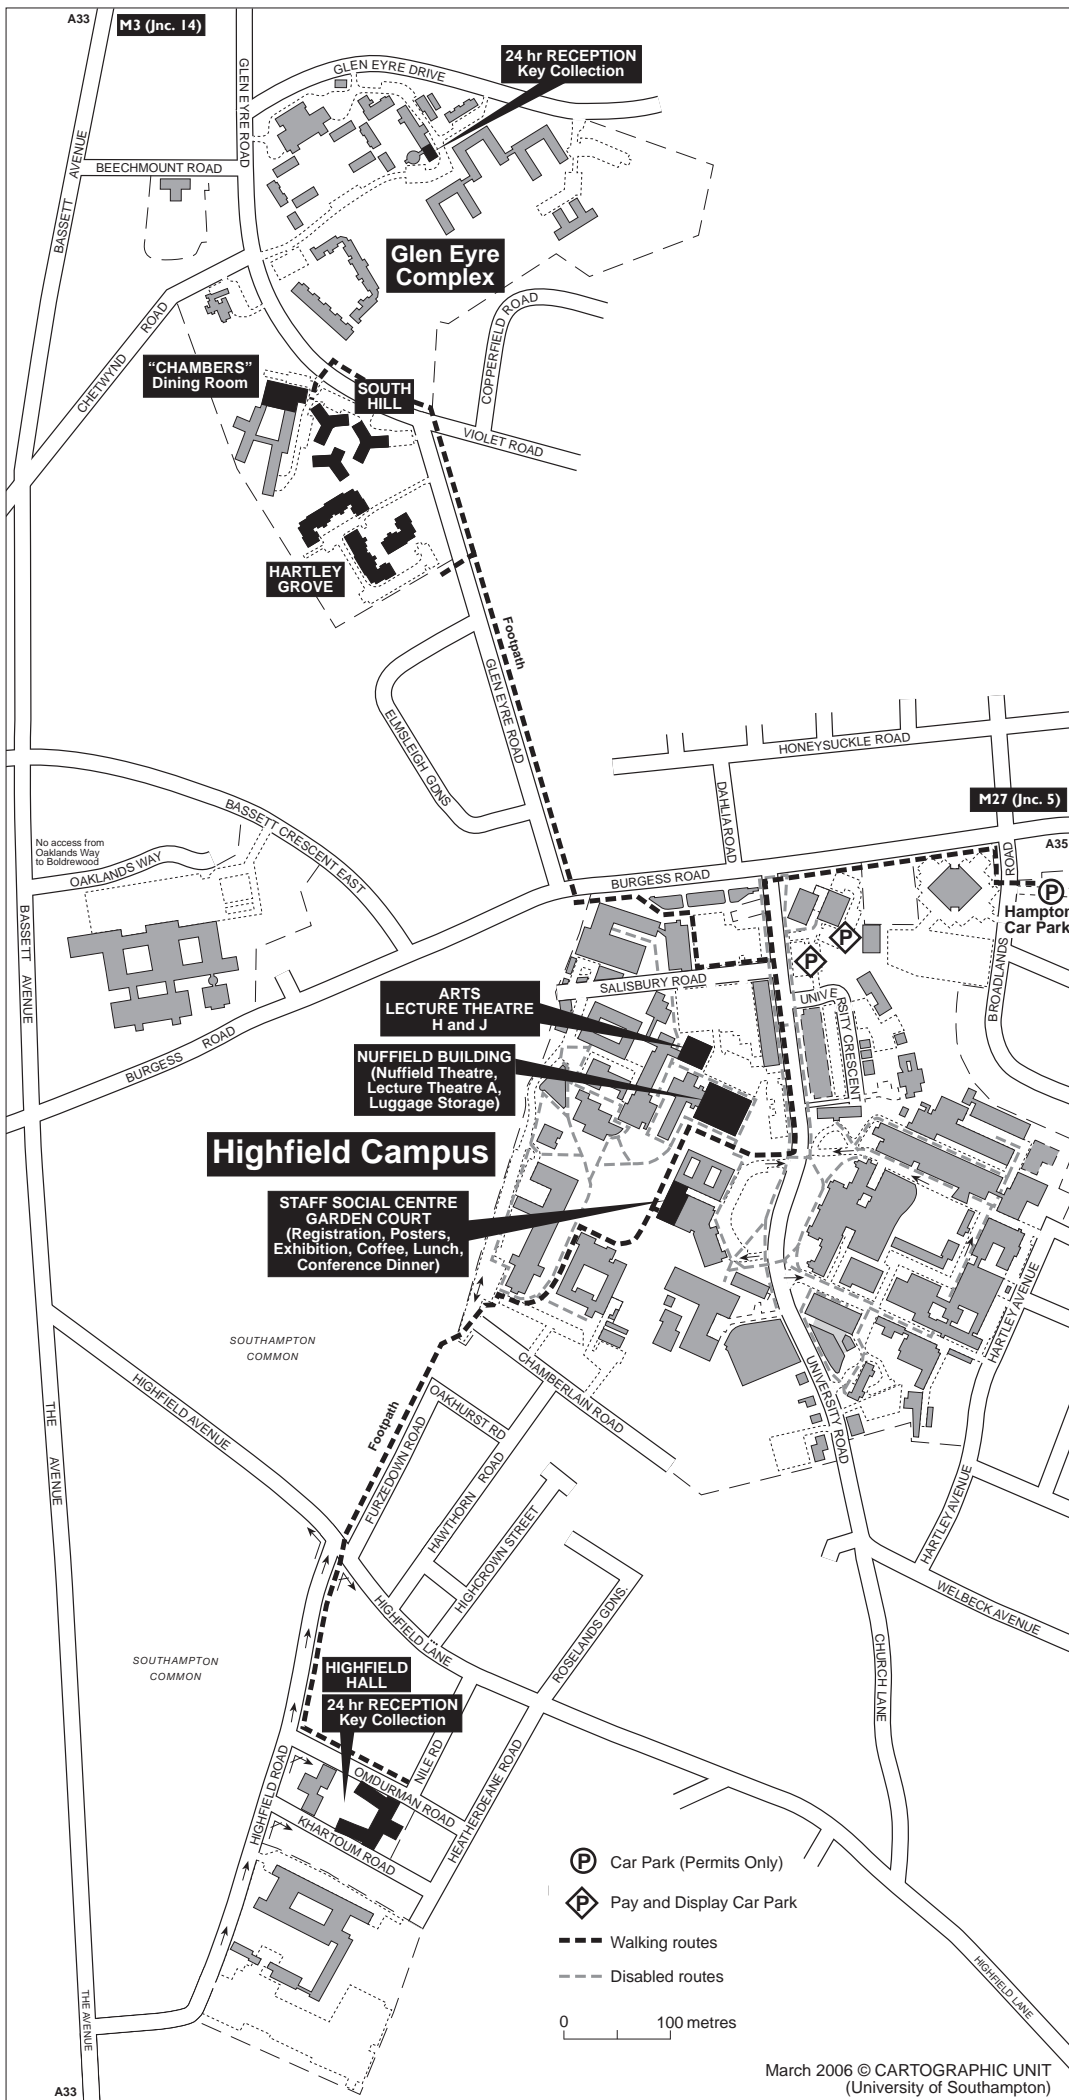 A33
M3 (Jnc. 14)
24 hr RECEPTION
Key Collection
GLEN EYRE DRIVE
GLEN EYRE ROAD
BASSETT AVENUE
BEECHMOUNT ROAD
Glen Eyre
Complex
COPPERFIELD ROAD
CHETWYND ROAD
“CHAMBERS”
Dining Room
SOUTH
HILL
VIOLET ROAD
HARTLEY
GROVE
Footpath
GLEN EYRE ROAD
ELMSLEIGH GDNS
HONEYSUCKLE ROAD
DAHLIA ROAD
M27 (Jnc. 5)
A35
BASSETT CRESCENT EAST
No access from
Oaklands Way
to Boldrewood
OAKLANDS WAY
BURGESS ROAD
BROADLANDS ROAD
P
Hampton
Car Park
P
P
BASSETT AVENUE
SALISBURY ROAD
UNIVERSITY CRESCENT
ARTS
LECTURE THEATRE
H and J
BURGESS ROAD
NUFFIELD BUILDING
(Nuffield Theatre,
Lecture Theatre A,
Luggage Storage)
Highfield Campus
STAFF SOCIAL CENTRE
GARDEN COURT
(Registration, Posters,
Exhibition, Coffee, Lunch,
Conference Dinner)
HARTLEY AVENUE
SOUTHAMPTON
COMMON
CHAMBERLAIN ROAD
HIGHFIELD AVENUE
OAKHURST RD
UNIVERSITY ROAD
THE AVENUE
Footpath
FURZEDOWN ROAD
HAWTHORN ROAD
HIGHCROWN STREET
HARTLEY AVENUE
WELBECK AVENUE
HIGHFIELD LANE
ROSELANDS GDNS.
CHURCH LANE
SOUTHAMPTON
COMMON
HIGHFIELD
HALL
24 hr RECEPTION
Key Collection
NILE RD
OMDURMAN ROAD
HEATHERDEANE ROAD
HIGHFIELD ROAD
KHARTOUM ROAD
P Car Park (Permits Only)
P Pay and Display Car Park
Walking routes
Disabled routes
HIGHFIELD LANE
THE AVENUE
0 100 metres
A33
March 2006 © CARTOGRAPHIC UNIT
(University of Southampton)